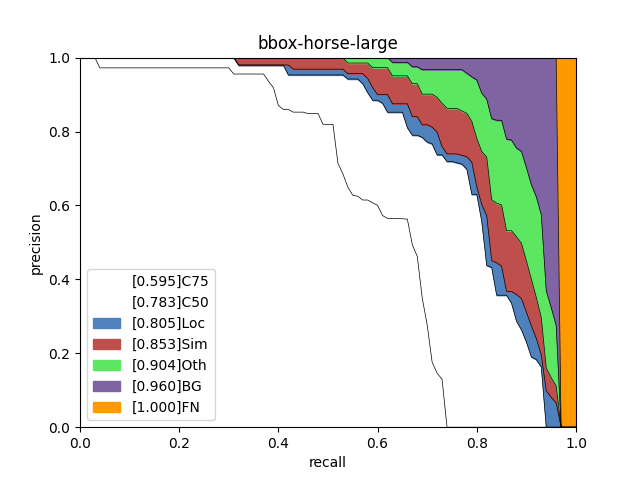 bbox-horse-large
precision
1.0
0.8
0.6
0.4
0.2
0.0
[0.595]C75
[0.783]C50
[0.805]Loc
[0.853]Sim
[0.904]Oth
[0.960]BG
[1.000]FN
0.0 0.2 0.4 0.6 0.8 1.0
recall